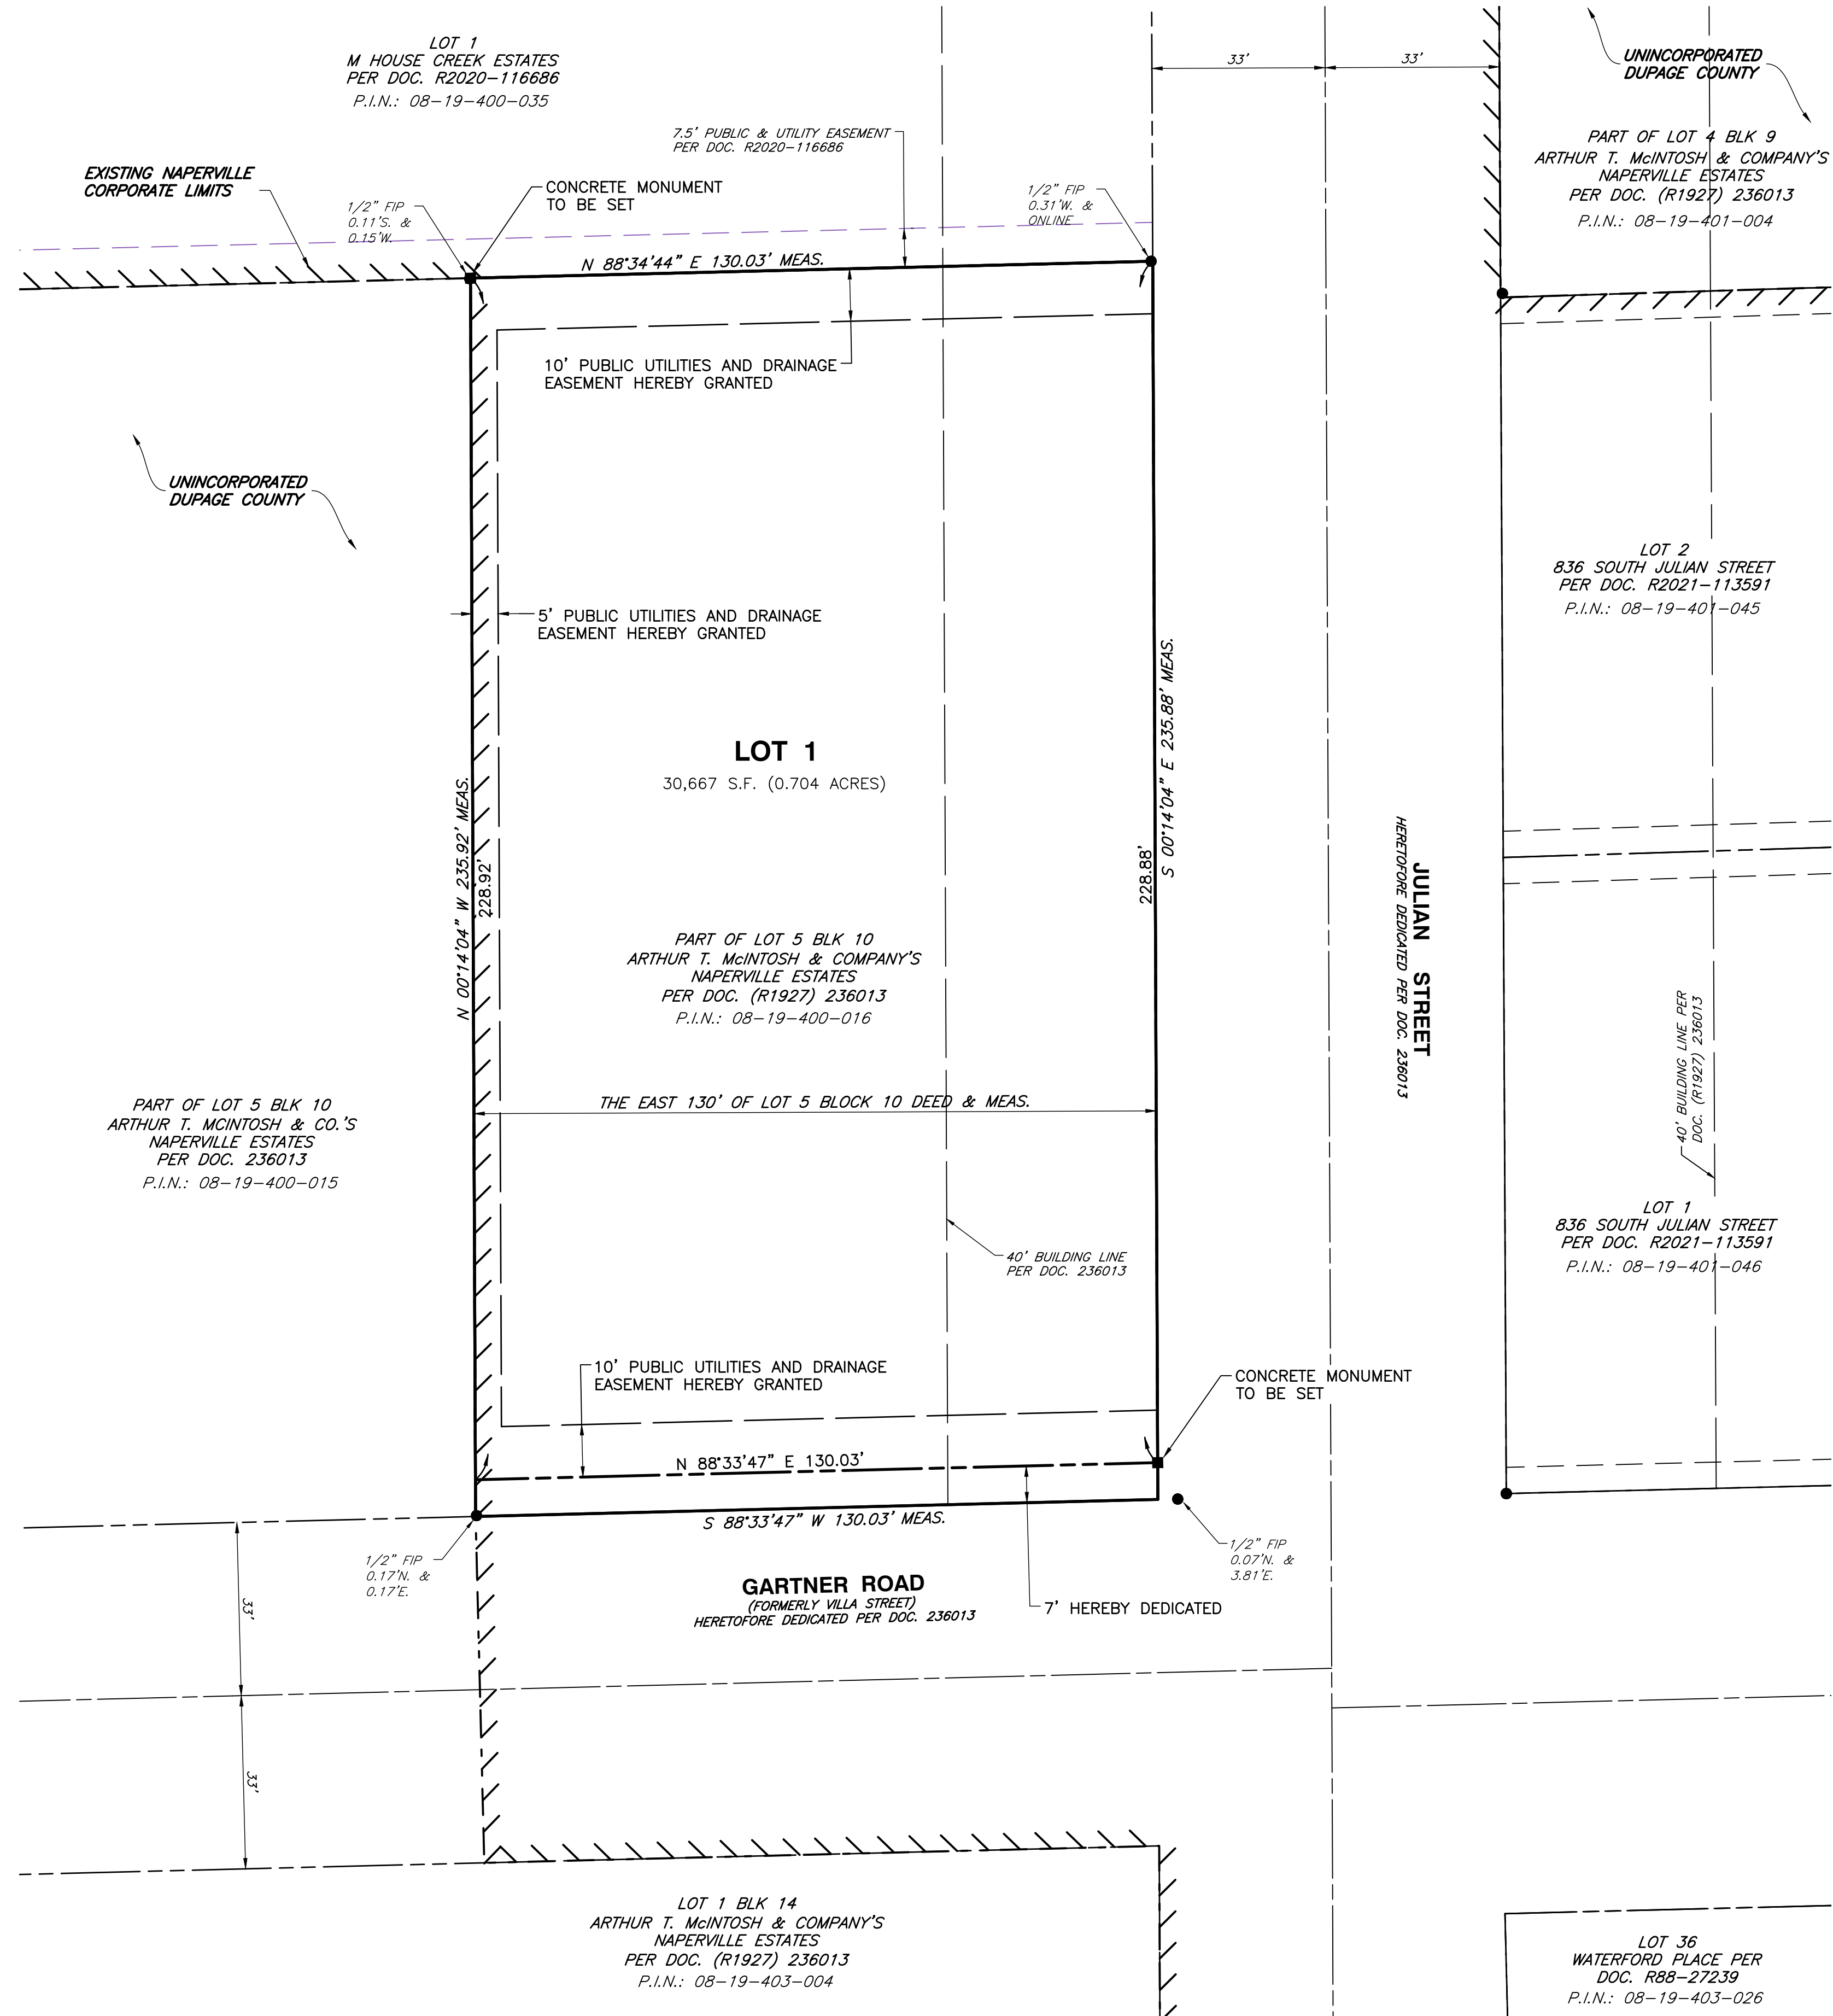 LOT 1
M HOUSE CREEK ESTATES
PER DOC. R2020-116686
P.I.N.: 08-19-400-035
33'
33'
UNINCORPORATED
DUPAGE COUNTY
7.5' PUBLIC & UTILITY EASEMENT
PER DOC. R2020-116686
PART OF LOT 4 BLK 9
ARTHUR T. McINTOSH & COMPANY'S
NAPERVILLE ESTATES
PER DOC. (R1927) 236013
P.I.N.: 08-19-401-004
EXISTING NAPERVILLE
CORPORATE LIMITS
1/2" FIP
0.11'S. &
0.15'W.
CONCRETE MONUMENT
TO BE SET
1/2" FIP
0.31'W. &
ONLINE
N 88°34'44" E 130.03' MEAS.
10' PUBLIC UTILITIES AND DRAINAGE
EASEMENT HEREBY GRANTED
UNINCORPORATED
DUPAGE COUNTY
LOT 2
836 SOUTH JULIAN STREET
PER DOC. R2021-113591
P.I.N.: 08-19-401-045
5' PUBLIC UTILITIES AND DRAINAGE
EASEMENT HEREBY GRANTED
LOT 1
30,667 S.F. (0.704 ACRES)
N 00°14'04" W 235.92' MEAS.
228.92'
228.88'
S 00°14'04" E 235.88' MEAS.
JULIAN STREET
HERETOFORE DEDICATED PER DOC. 236013
PART OF LOT 5 BLK 10
ARTHUR T. McINTOSH & COMPANY'S
NAPERVILLE ESTATES
PER DOC. (R1927) 236013
P.I.N.: 08-19-400-016
40' BUILDING LINE PER
DOC. (R1927) 236013
THE EAST 130' OF LOT 5 BLOCK 10 DEED & MEAS.
PART OF LOT 5 BLK 10
ARTHUR T. MCINTOSH & CO.'S
NAPERVILLE ESTATES
PER DOC. 236013
P.I.N.: 08-19-400-015
LOT 1
836 SOUTH JULIAN STREET
PER DOC. R2021-113591
P.I.N.: 08-19-401-046
40' BUILDING LINE
PER DOC. 236013
10' PUBLIC UTILITIES AND DRAINAGE
EASEMENT HEREBY GRANTED
CONCRETE MONUMENT
TO BE SET
N 88°33'47" E 130.03'
S 88°33'47" W 130.03' MEAS.
1/2" FIP
0.17'N. &
0.17'E.
1/2" FIP
0.07'N. &
3.81'E.
GARTNER ROAD
(FORMERLY VILLA STREET)
HERETOFORE DEDICATED PER DOC. 236013
7' HEREBY DEDICATED
33'
33'
LOT 1 BLK 14
ARTHUR T. McINTOSH & COMPANY'S
NAPERVILLE ESTATES
PER DOC. (R1927) 236013
P.I.N.: 08-19-403-004
LOT 36
WATERFORD PLACE PER
DOC. R88-27239
P.I.N.: 08-19-403-026